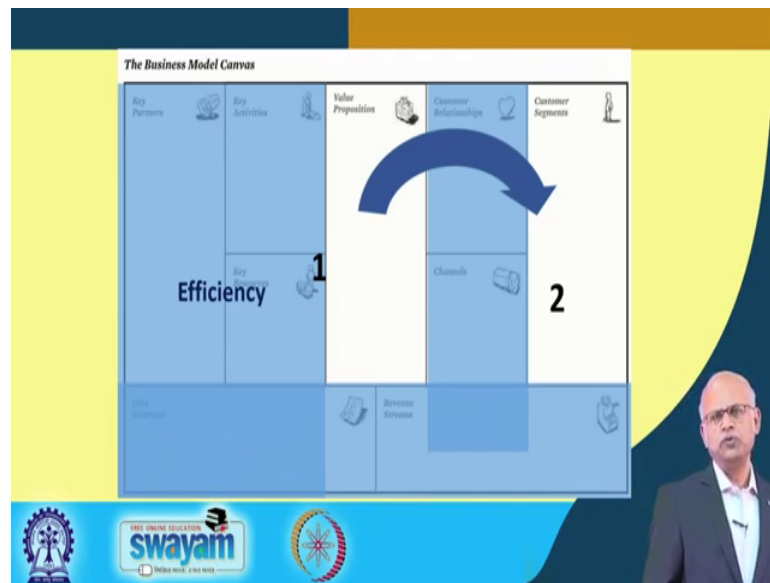 The Business Model Canvas
Key
Partners
Key
Activities
Value
Proposition
Customer
Relationships
Customer
Segments
Key
1
Efficiency
Channels
2
Revenue
Streams
FREE ONLINE EDUCATION
swayam